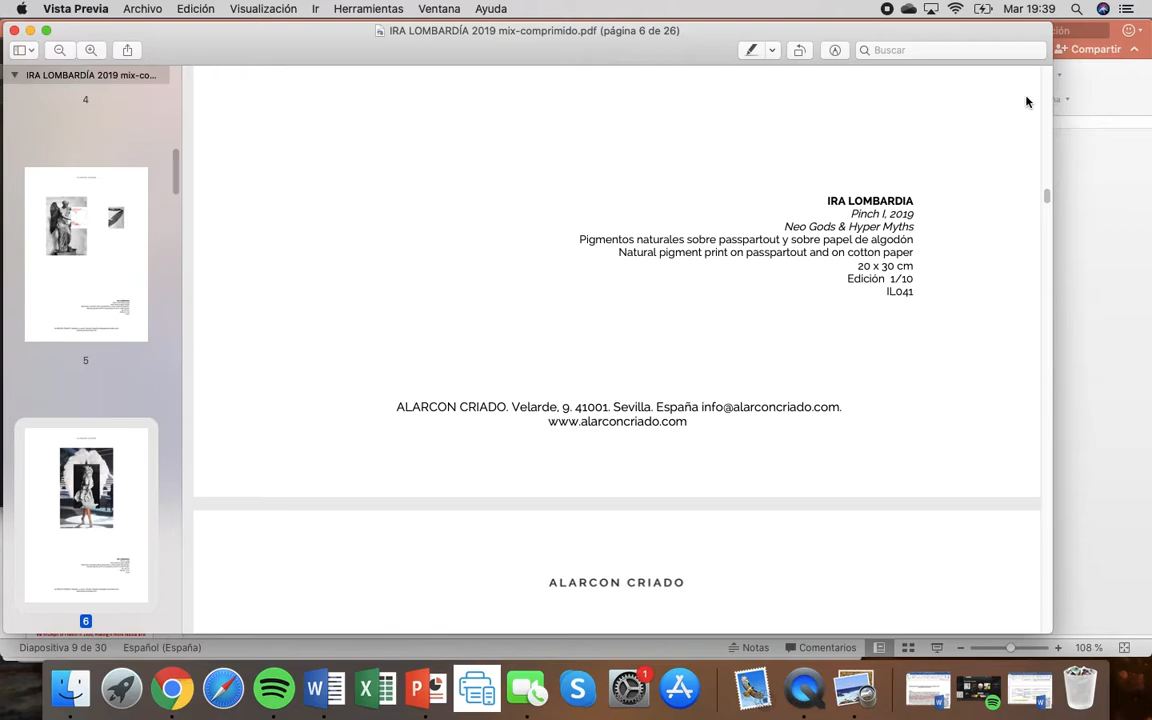 Vista Previa Archivo Edición Visualización Ir Herramientas Ventana Ayuda Mar 19:39
IRA LOMBARDÍA 2019 mix-comprimido.pdf (página 6 de 26)
Buscar
Compartir
IRA LOMBARDÍA 2019 mix-co...
4
5
6
IRA LOMBARDIA
Pinch I, 2019
Neo Gods & Hyper Myths
Pigmentos naturales sobre passpartout y sobre papel de algodón
Natural pigment print on passpartout and on cotton paper
20 x 30 cm
Edición 1/10
IL041
ALARCON CRIADO. Velarde, 9. 41001. Sevilla. España info@alarconcriado.com.
www.alarconcriado.com
ALARCON CRIADO
Diapositiva 9 de 30 Español (España) Notas Comentarios 108 %
1